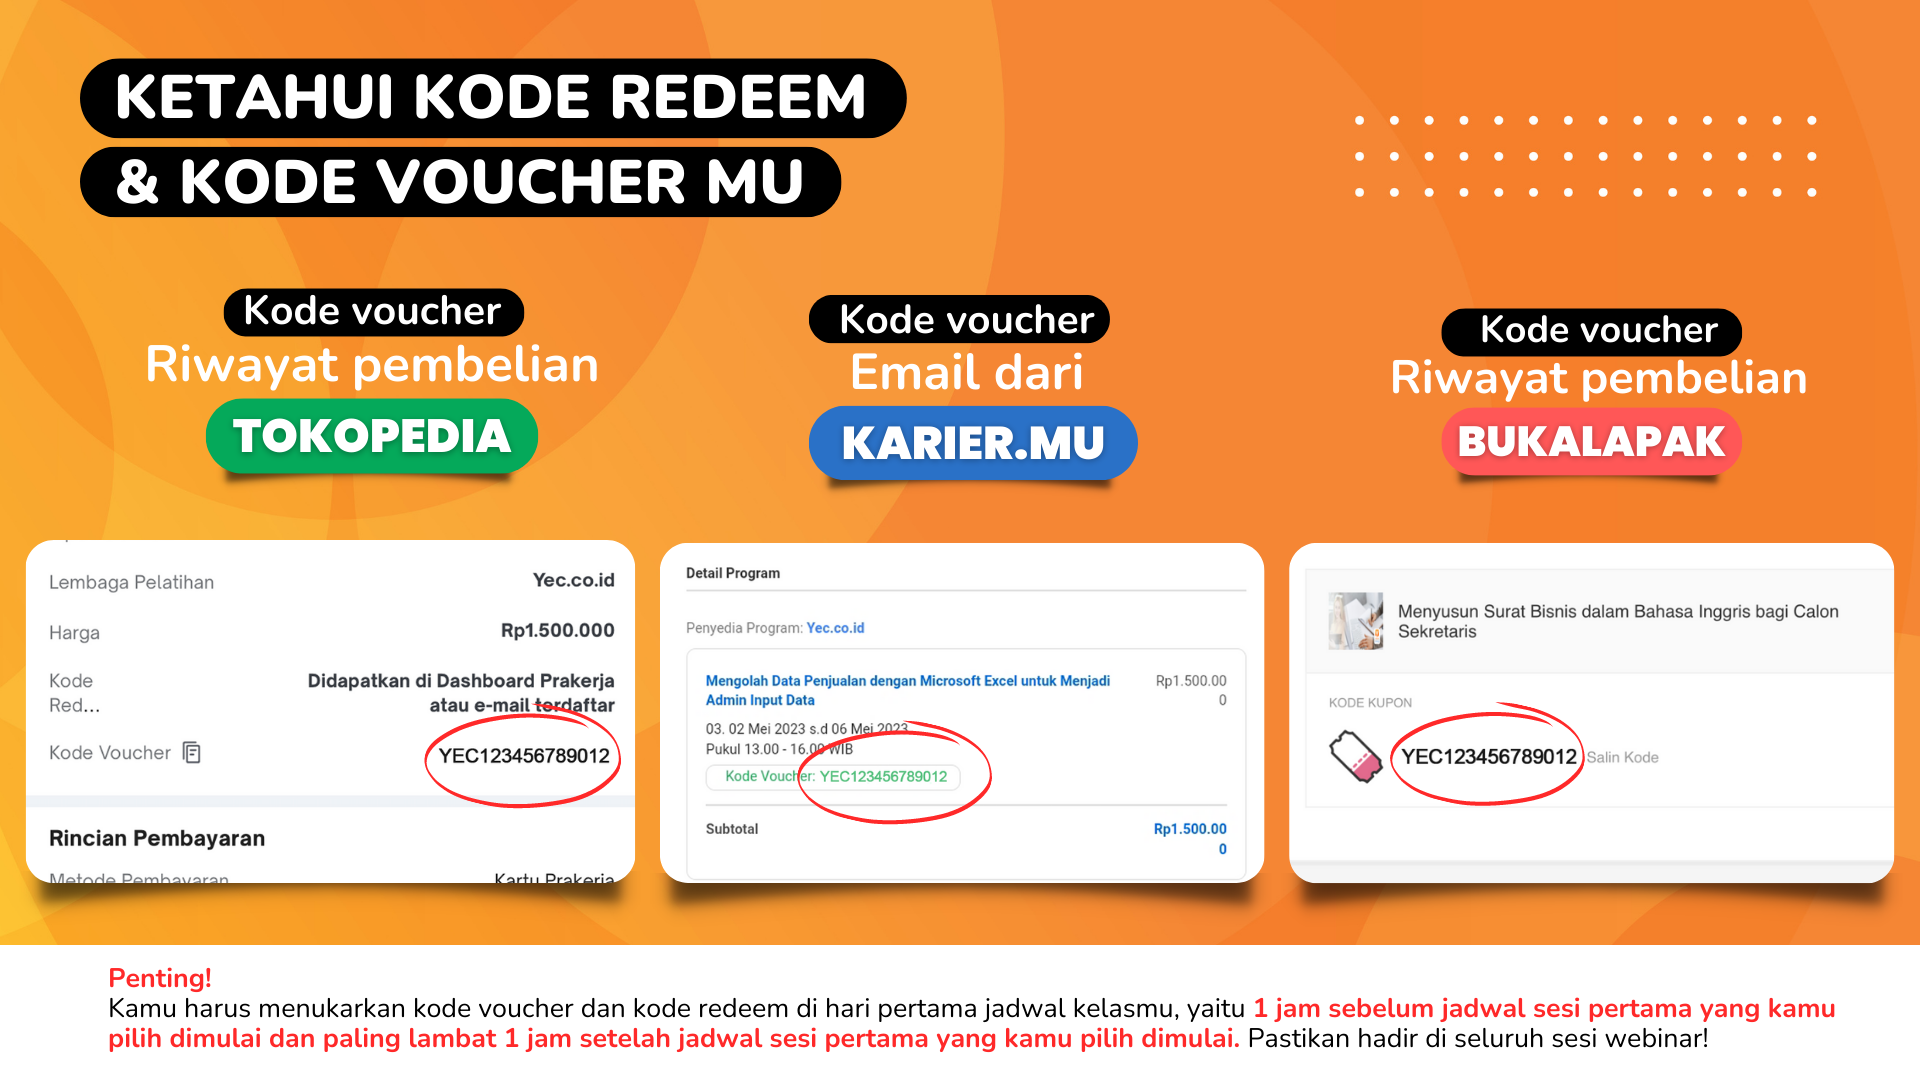 KETAHUI KODE REDEEM
& KODE VOUCHER MU
Kode voucher
Riwayat pembelian
TOKOPEDIA
Lembaga Pelatihan Yec.co.id
Harga Rp1.500.000
Kode Didapatkan di Dashboard Prakerja
Red... atau e-mail terdaftar
Kode Voucher YEC123456789012
Rincian Pembayaran
Metode Pembayaran Kartu Prakerja
Kode voucher
Email dari
KARIER.MU
Detail Program
Penyedia Program: Yec.co.id
Mengolah Data Penjualan dengan Microsoft Excel untuk Menjadi Rp1.500.00
Admin Input Data 0
03. 02 Mei 2023 s.d 06 Mei 2023
Pukul 13.00 - 16.00 WIB
Kode Voucher: YEC123456789012
Subtotal Rp1.500.00
0
Kode voucher
Riwayat pembelian
BUKALAPAK
Menyusun Surat Bisnis dalam Bahasa Inggris bagi Calon
Sekretaris
KODE KUPON
YEC123456789012 Salin Kode
Penting!
Kamu harus menukarkan kode voucher dan kode redeem di hari pertama jadwal kelasmu, yaitu 1 jam sebelum jadwal sesi pertama yang kamu
pilih dimulai dan paling lambat 1 jam setelah jadwal sesi pertama yang kamu pilih dimulai. Pastikan hadir di seluruh sesi webinar!